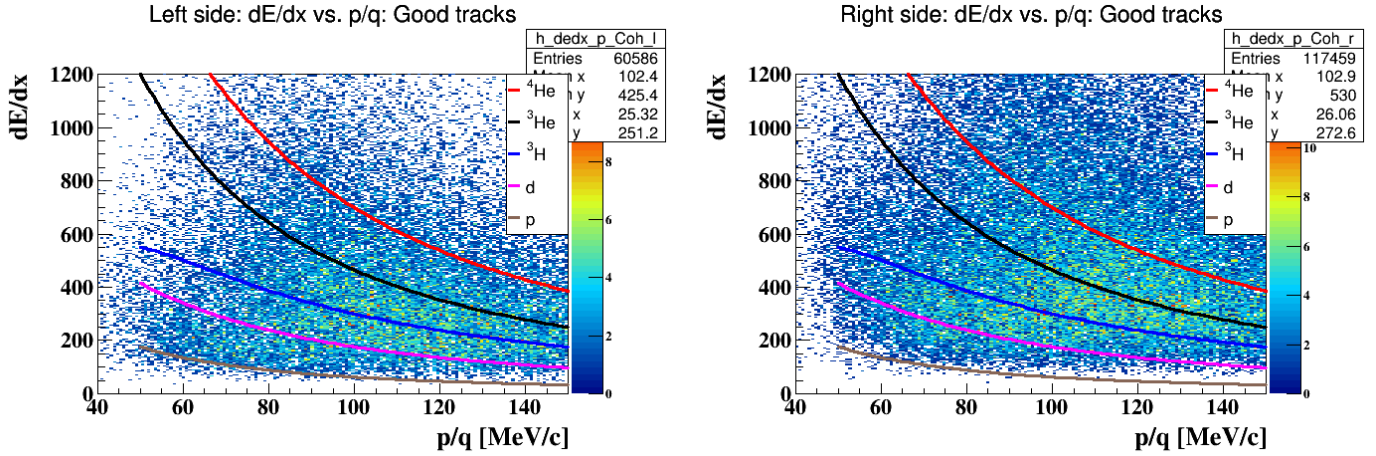 Left side: dE/dx vs. p/q: Good tracks
h_dedx_p_Coh_l
Entries 60586
Mean x 102.4
y 425.4
x 25.32
y 251.2
dE/dx
1200
1000
800
600
400
200
0
⁴He
³He
³H
d
p
8
6
4
2
0
40 60 80 100 120 140
p/q [MeV/c]
Right side: dE/dx vs. p/q: Good tracks
h_dedx_p_Coh_r
Entries 117459
Mean x 102.9
y 530
x 26.06
y 272.6
dE/dx
1200
1000
800
600
400
200
0
⁴He
³He
³H
d
p
10
8
6
4
2
0
40 60 80 100 120 140
p/q [MeV/c]